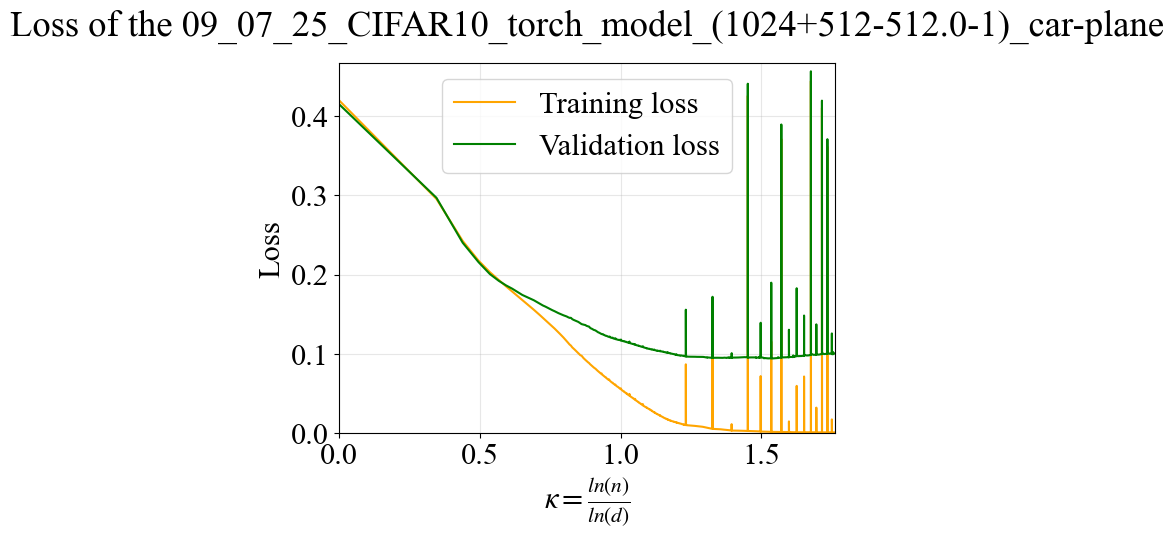 Loss of the 09_07_25_CIFAR10_torch_model_(1024+512-512.0-1)_car-plane
Training loss
Validation loss
0.4
0.3
0.2
0.1
0.0
Loss
0.0 0.5 1.0 1.5
κ = ln(n)/ln(d)